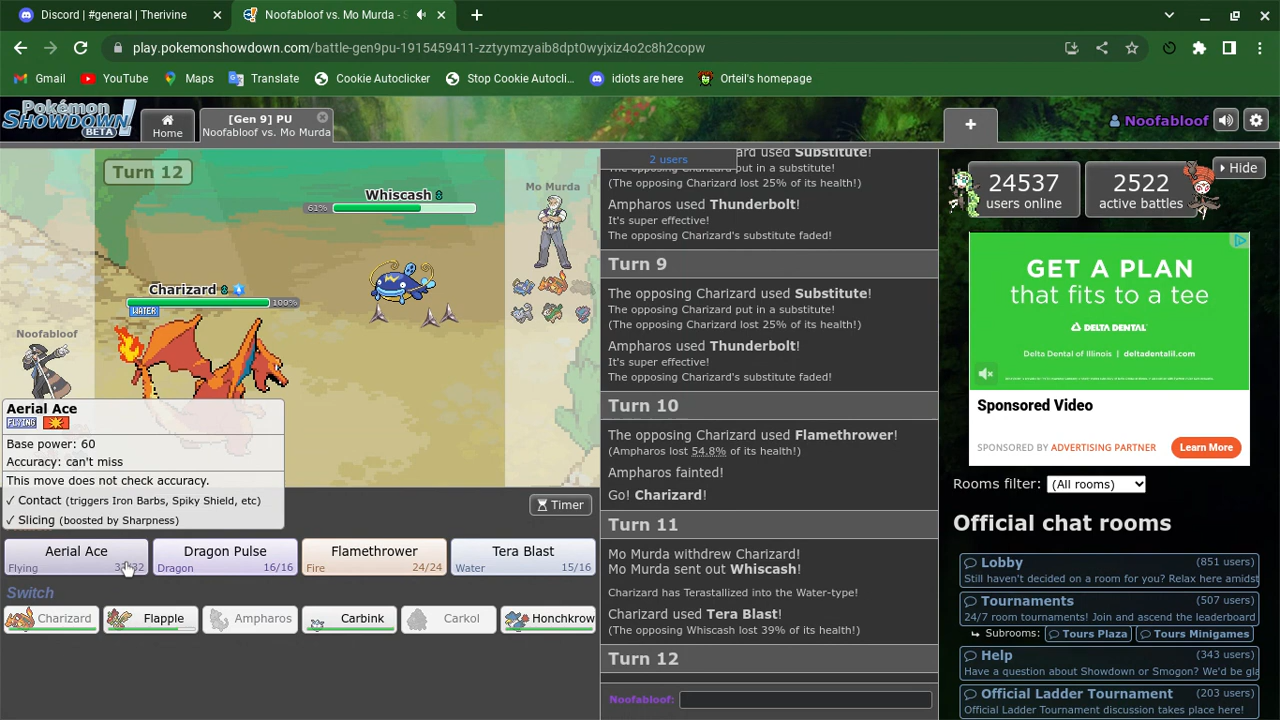 Discord | #general | Therivine
Noofabloof vs. Mo Murda - S
play.pokemonshowdown.com/battle-gen9pu-1915459411-zztyymzyaib8dpt0wyjxiz4o2c8h2copw
Gmail YouTube Maps Translate Cookie Autoclicker Stop Cookie Autocli... idiots are here Orteil's homepage
Pokémon
SHOWDOWN!
BETA
Home
[Gen 9] PU
Noofabloof vs. Mo Murda
Noofabloof
Turn 12
Whiscash
61%
Mo Murda
Charizard
100%
WATER
Noofabloof
Aerial Ace
FLYING
Base power: 60
Accuracy: can't miss
This move does not check accuracy.
✓ Contact (triggers Iron Barbs, Spiky Shield, etc)
✓ Slicing (boosted by Sharpness)
Timer
Aerial Ace
Flying
Dragon Pulse
Dragon 16/16
Flamethrower
Fire 24/24
Tera Blast
Water 15/16
Switch
Charizard Flapple Ampharos Carbink Carkol Honchkrow
2 users
ard used Substitute!
put in a substitute!
(The opposing Charizard lost 25% of its health!)
Ampharos used Thunderbolt!
It's super effective!
The opposing Charizard's substitute faded!
Turn 9
The opposing Charizard used Substitute!
The opposing Charizard put in a substitute!
(The opposing Charizard lost 25% of its health!)
Ampharos used Thunderbolt!
It's super effective!
The opposing Charizard's substitute faded!
Turn 10
The opposing Charizard used Flamethrower!
(Ampharos lost 54.8% of its health!)
Ampharos fainted!
Go! Charizard!
Turn 11
Mo Murda withdrew Charizard!
Mo Murda sent out Whiscash!
Charizard has Terastallized into the Water-type!
Charizard used Tera Blast!
(The opposing Whiscash lost 39% of its health!)
Turn 12
Noofabloof:
24537
users online
2522
active battles
Hide
GET A PLAN
that fits to a tee
DELTA DENTAL
Delta Dental of Illinois | deltadentalil.com
Sponsored Video
SPONSORED BY ADVERTISING PARTNER
Learn More
Rooms filter: (All rooms)
Official chat rooms
Lobby (851 users)
Still haven't decided on a room for you? Relax here amidst
Tournaments (507 users)
24/7 room tournaments! Join and ascend the leaderboard
Subrooms: Tours Plaza Tours Minigames
Help (343 users)
Have a question about Showdown or Smogon? We'd be gla
Official Ladder Tournament (203 users)
Official Ladder Tournament discussion takes place here!